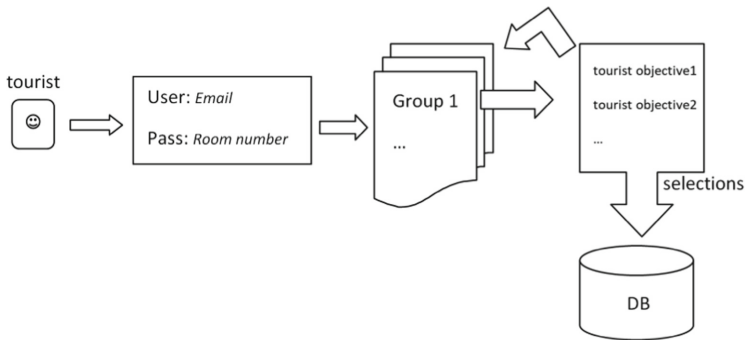 tourist
User: Email
Pass: Room number
Group 1
...
tourist objective1
tourist objective2
...
selections
DB